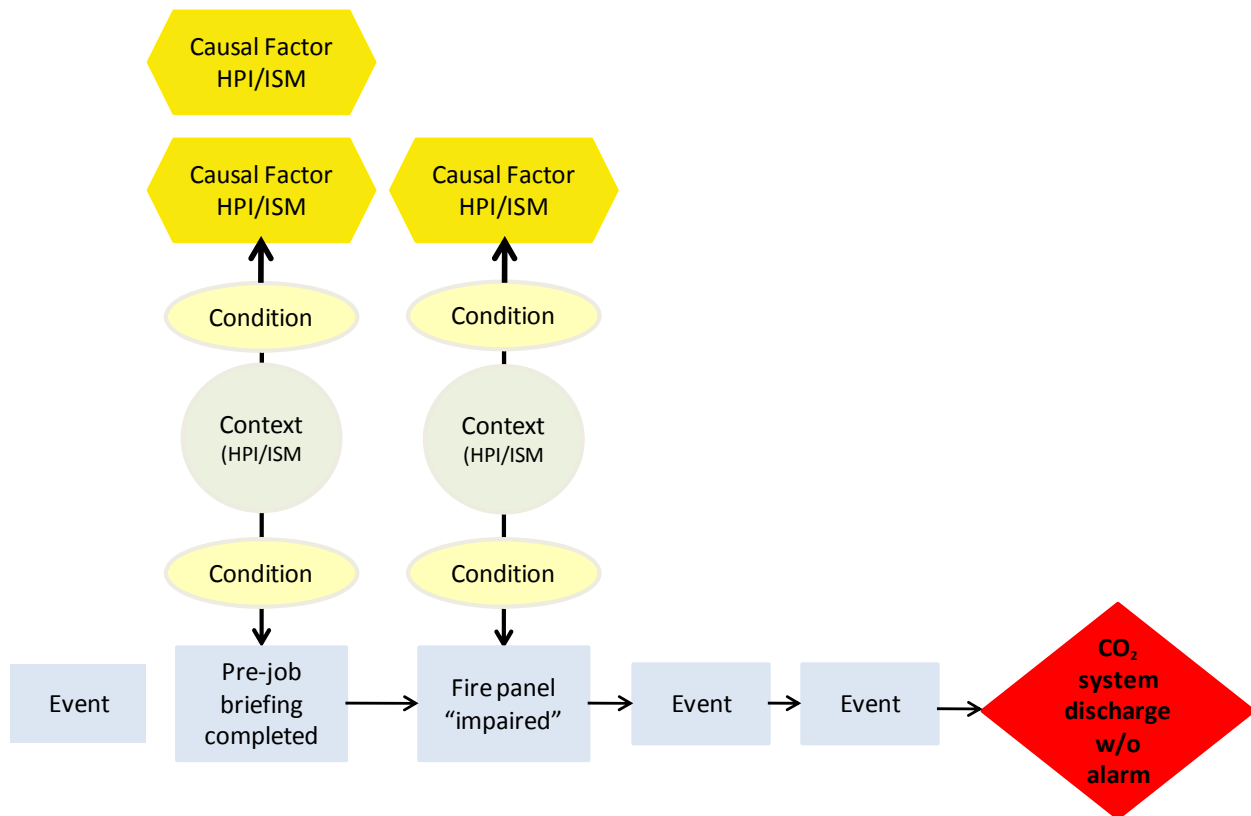 Causal Factor
HPI/ISM
Causal Factor
HPI/ISM
Causal Factor
HPI/ISM
Condition
Condition
Context
(HPI/ISM
Context
(HPI/ISM
Condition
Condition
Event
Pre-job
briefing
completed
Fire panel
“impaired”
Event
Event
CO₂
system
discharge
w/o
alarm